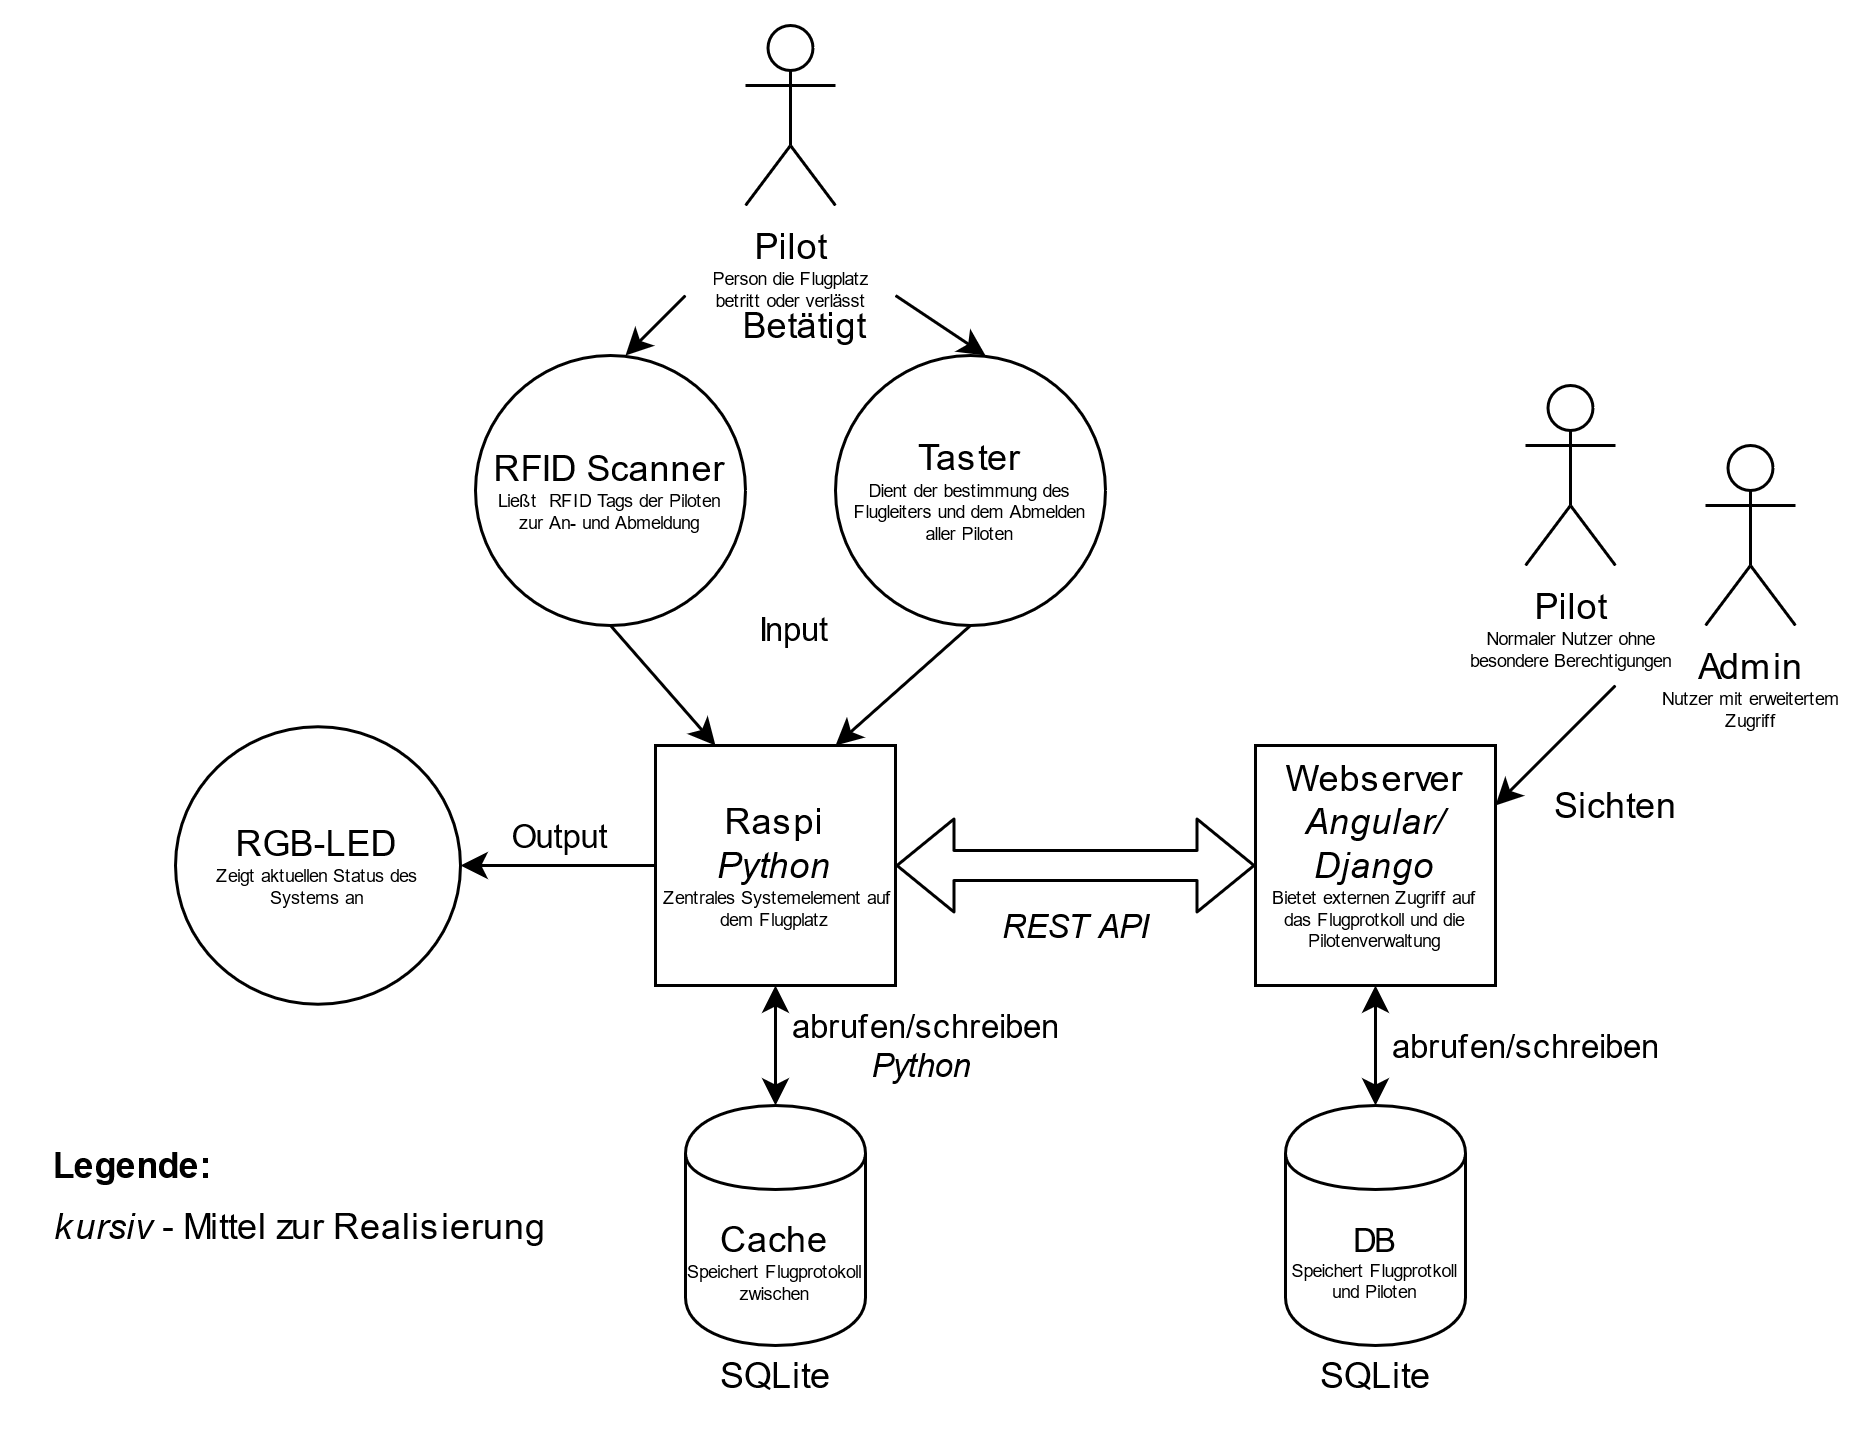 Pilot
Person die Flugplatz
betritt oder verlässt
Betätigt
RFID Scanner
Ließt RFID Tags der Piloten
zur An- und Abmeldung
Taster
Dient der bestimmung des
Flugleiters und dem Abmelden
aller Piloten
Input
Pilot
Normaler Nutzer ohne
besondere Berechtigungen
Admin
Nutzer mit erweitertem
Zugriff
Sichten
RGB-LED
Zeigt aktuellen Status des
Systems an
Output
Raspi
Python
Zentrales Systemelement auf
dem Flugplatz
REST API
Webserver
Angular/
Django
Bietet externen Zugriff auf
das Flugprotkoll und die
Pilotenverwaltung
abrufen/schreiben
Python
abrufen/schreiben
Legende:
kursiv - Mittel zur Realisierung
Cache
Speichert Flugprotokoll
zwischen
SQLite
DB
Speichert Flugprotkoll
und Piloten
SQLite